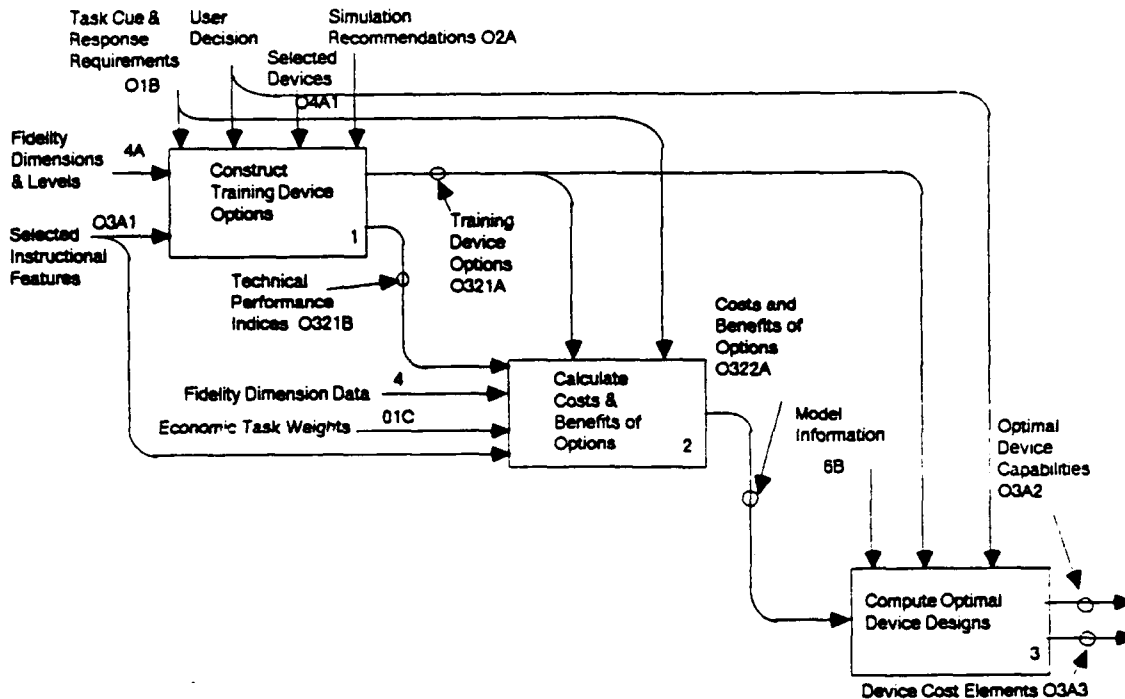 Task Cue &
Response
Requirements
O1B
User
Decision
Simulation
Recommendations O2A
Selected
Devices
O4A1
Fidelity
Dimensions
& Levels
4A
Construct
Training Device
Options
1
O3A1
Selected
Instructional
Features
Training
Device
Options
O321A
Technical
Performance
Indices O321B
Costs and
Benefits of
Options
O322A
Fidelity Dimension Data
4
Economic Task Weights
01C
Calculate
Costs &
Benefits of
Options
2
Model
Information
6B
Optimal
Device
Capabilities
O3A2
Compute Optimal
Device Designs
3
Device Cost Elements O3A3